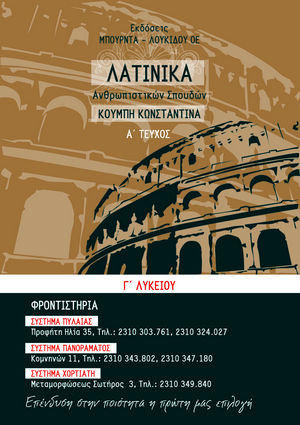 Εκδόσεις
ΜΠΟΥΡΝΤΑ - ΛΟΥΚΙΔΟΥ ΟΕ
ΛΑΤΙΝΙΚΑ
Ανθρωπιστικών Σπουδών
ΚΟΥΜΠΗ ΚΩΝΣΤΑΝΤΙΝΑ
Α΄ ΤΕΥΧΟΣ
Γ΄ ΛΥΚΕΙΟΥ
ΦΡΟΝΤΙΣΤΗΡΙΑ
ΣΥΣΤΗΜΑ ΠΥΛΑΙΑΣ
Προφήτη Ηλία 35, Τηλ.: 2310 303.761, 2310 324.027
ΣΥΣΤΗΜΑ ΠΑΝΟΡΑΜΑΤΟΣ
Κομνηνών 11, Τηλ.: 2310 343.802, 2310 347.180
ΣΥΣΤΗΜΑ ΧΟΡΤΙΑΤΗ
Μεταμορφώσεως Σωτήρος 3, Τηλ.: 2310 349.840
Επένδυση στην ποιότητα η πρώτη μας επιλογή